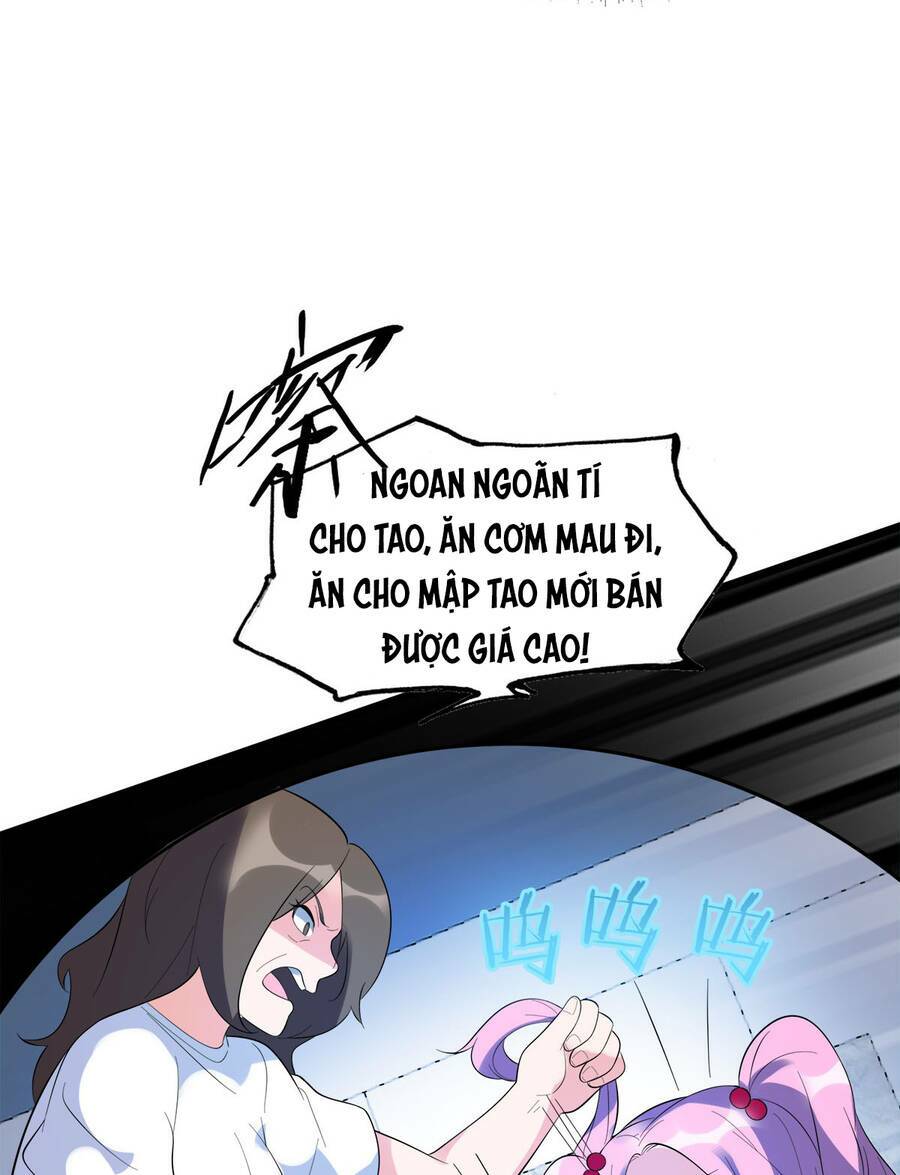 NGOAN NGOÃN TÍ
CHO TAO, ĂN CƠM MAU ĐI,
ĂN CHO MẬP TAO MỚI BÁN
ĐƯỢC GIÁ CAO!
呜 呜 呜